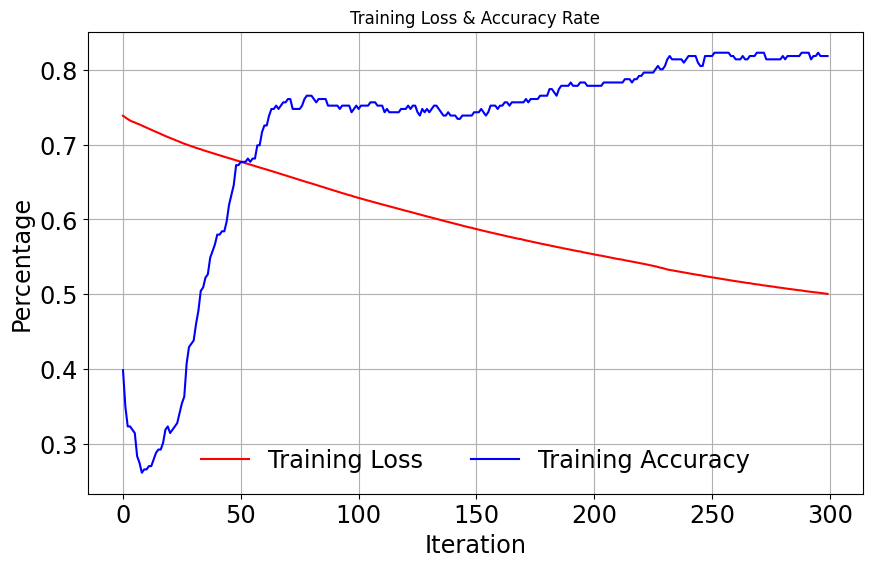 Training Loss & Accuracy Rate
0.8
0.7
0.6
0.5
0.4
0.3
Percentage
Training Loss Training Accuracy
0 50 100 150 200 250 300
Iteration